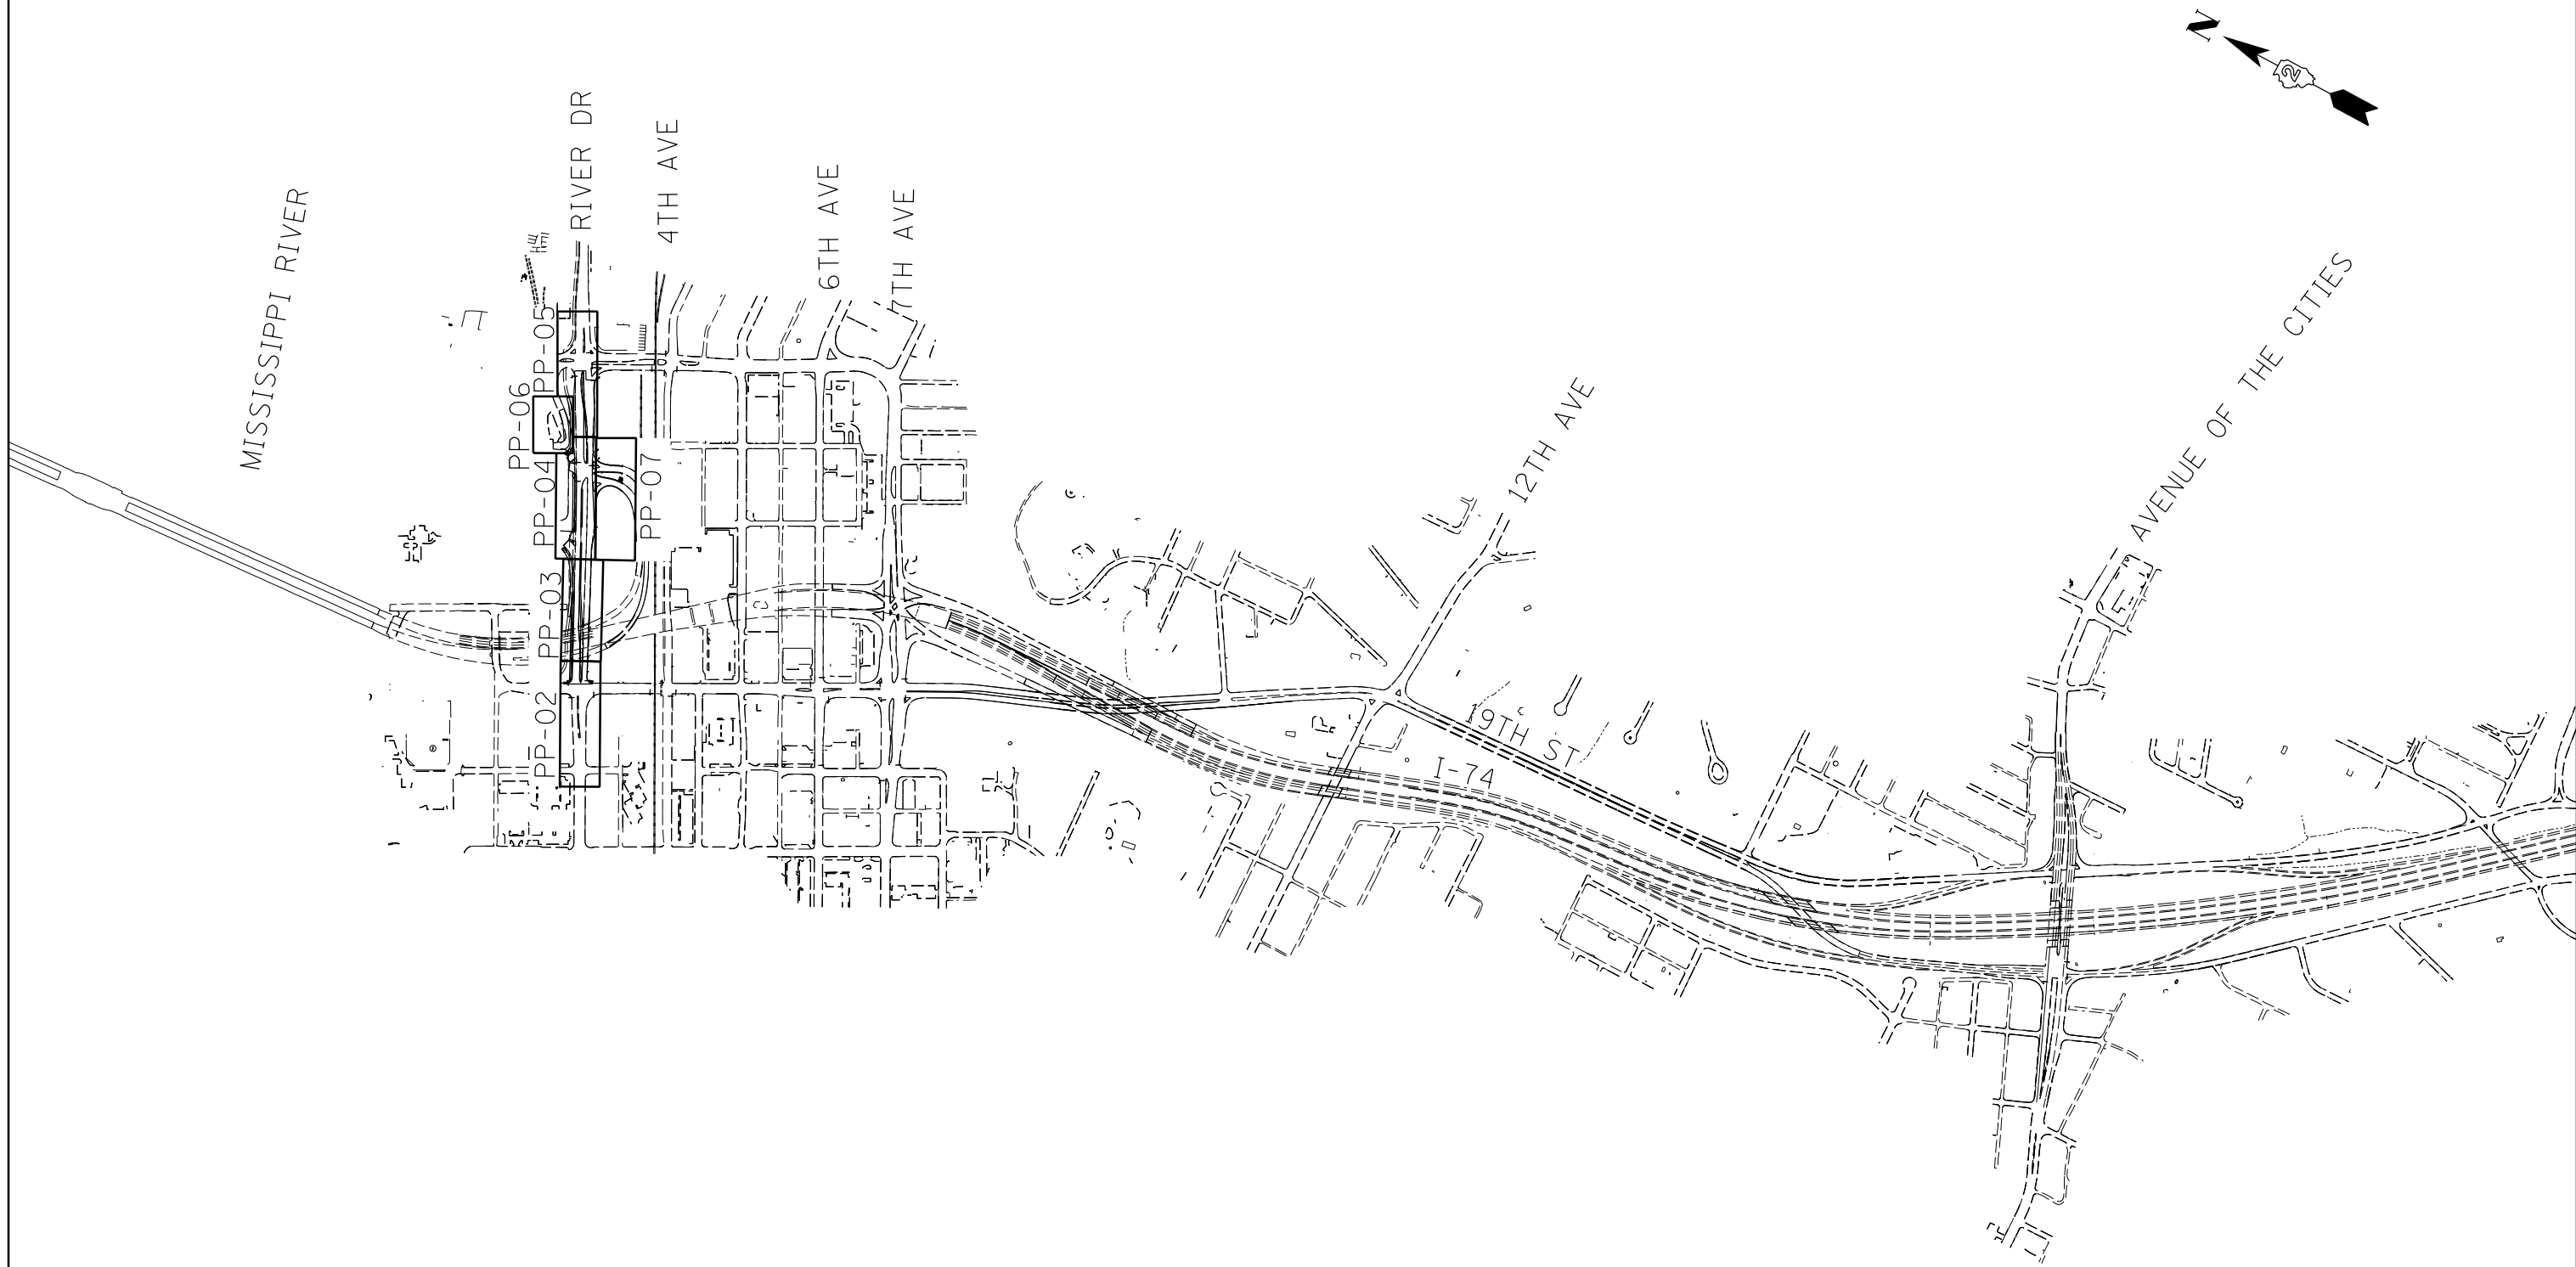 N
2
RIVER DR
4TH AVE
6TH AVE
7TH AVE
MISSISSIPPI RIVER
PP-05
PP-06
PP-04
PP-07
PP-03
PP-02
12TH AVE
AVENUE OF THE CITIES
19TH ST
I-74